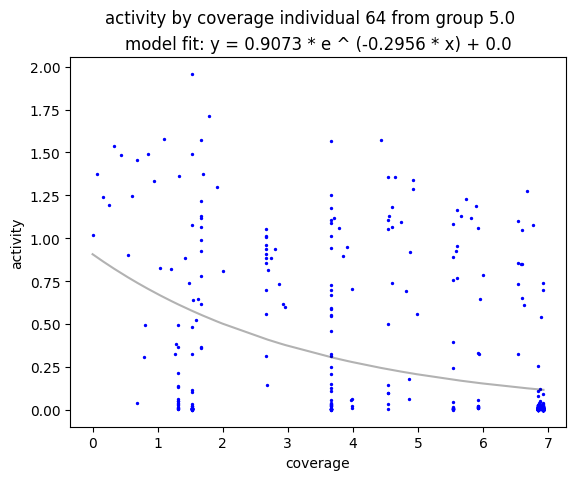 activity by coverage individual 64 from group 5.0
model fit: y = 0.9073 * e ^ (-0.2956 * x) + 0.0
2.00
1.75
1.50
1.25
1.00
0.75
0.50
0.25
0.00
activity
0 1 2 3 4 5 6 7
coverage